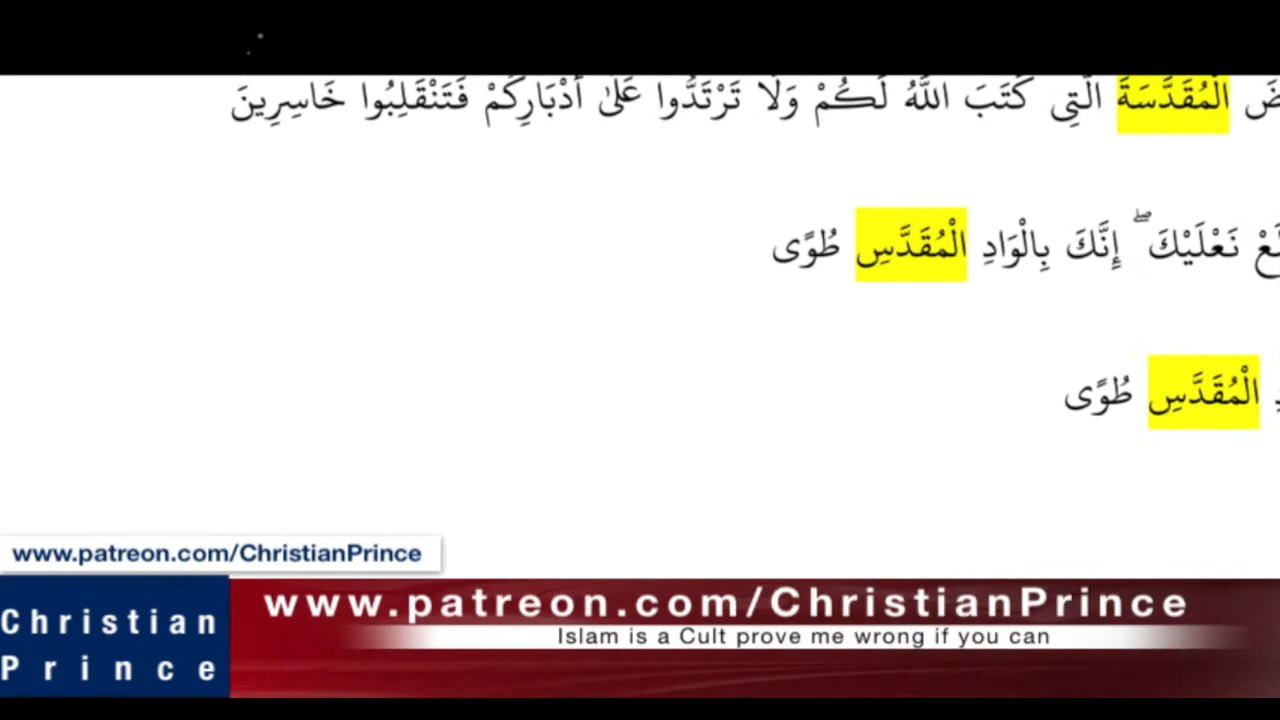 الْمُقَدَّسَةَ الَّتِي كَتَبَ اللَّهُ لَكُمْ وَلَا تَرْتَدُّوا عَلَىٰ أَدْبَارِكُمْ فَتَنْقَلِبُوا خَاسِرِينَ
نَعْلَيْكَ ۖ إِنَّكَ بِالْوَادِ الْمُقَدَّسِ طُوًى
الْمُقَدَّسِ طُوًى
www.patreon.com/ChristianPrince
www.patreon.com/ChristianPrince
Islam is a Cult prove me wrong if you can
Christian
Prince